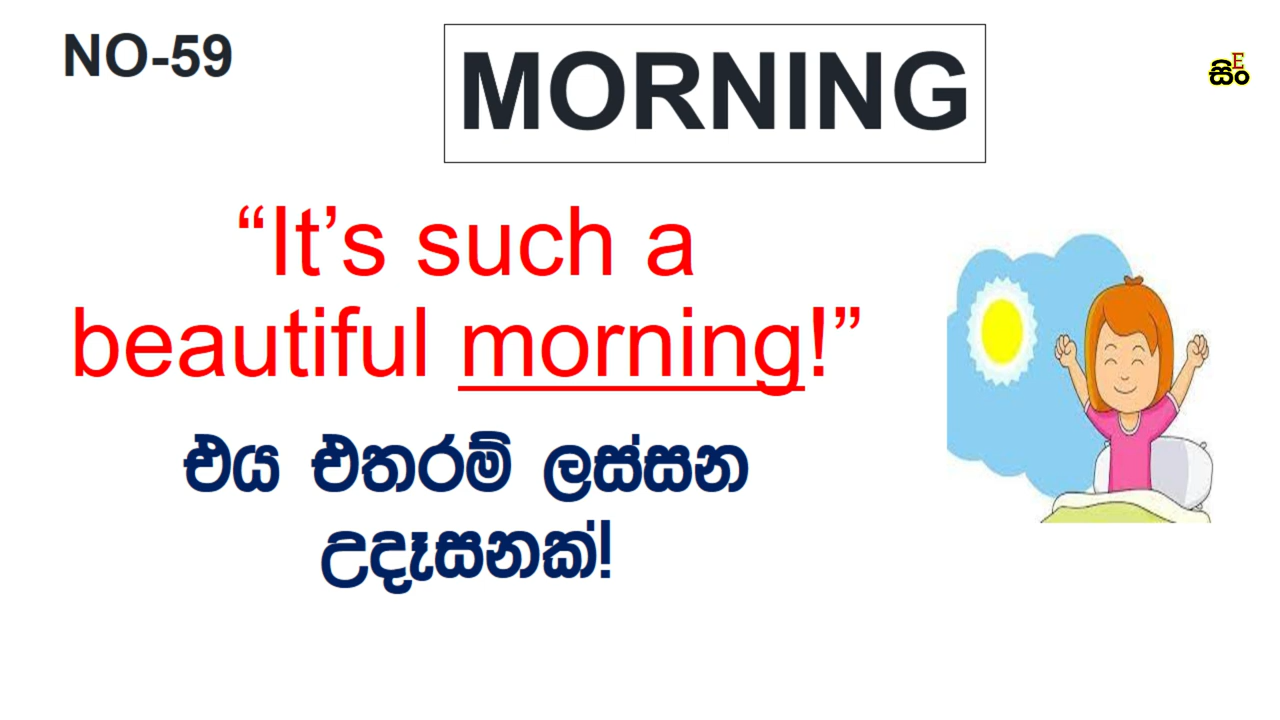 NO-59
MORNING
සිං
E
“It’s such a
beautiful morning!”
එය එතරම් ලස්සන
උදෑසනක්!